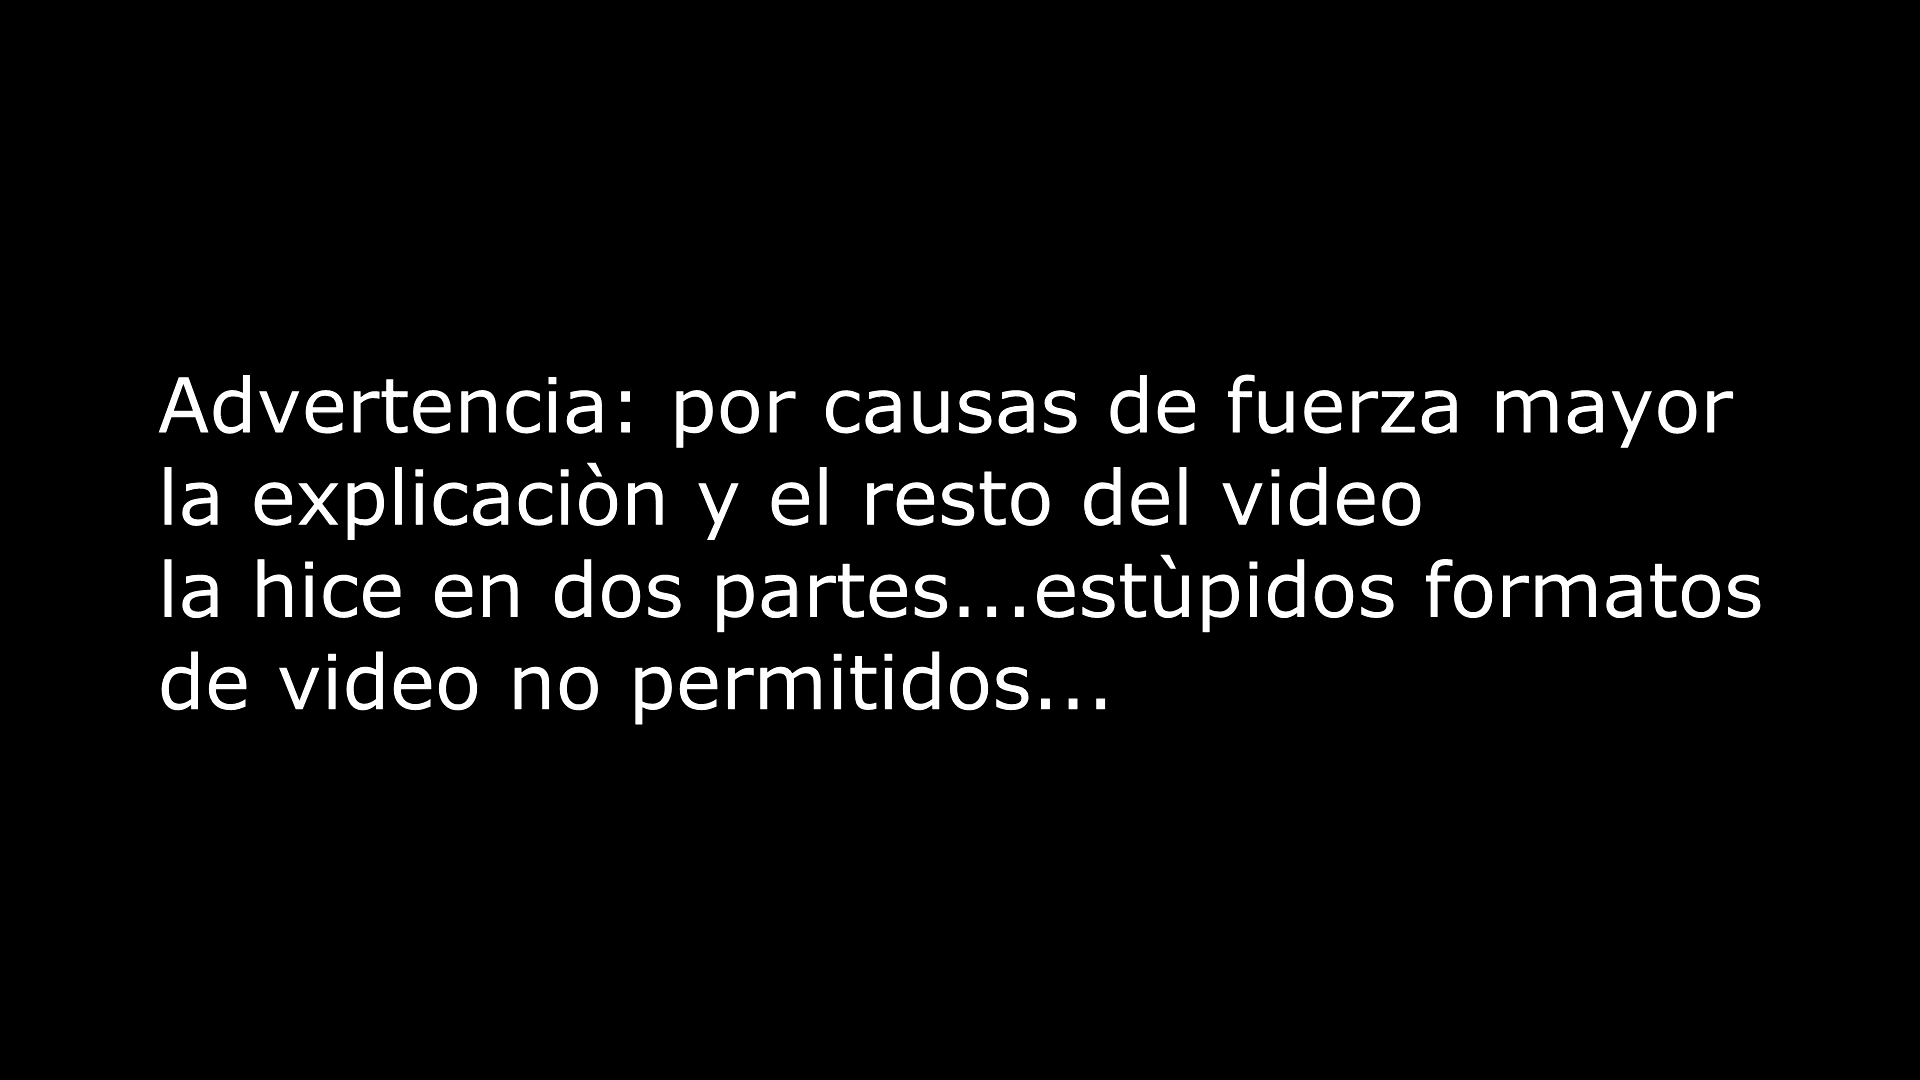 Advertencia: por causas de fuerza mayor
la explicaciòn y el resto del video
la hice en dos partes...estùpidos formatos
de video no permitidos...